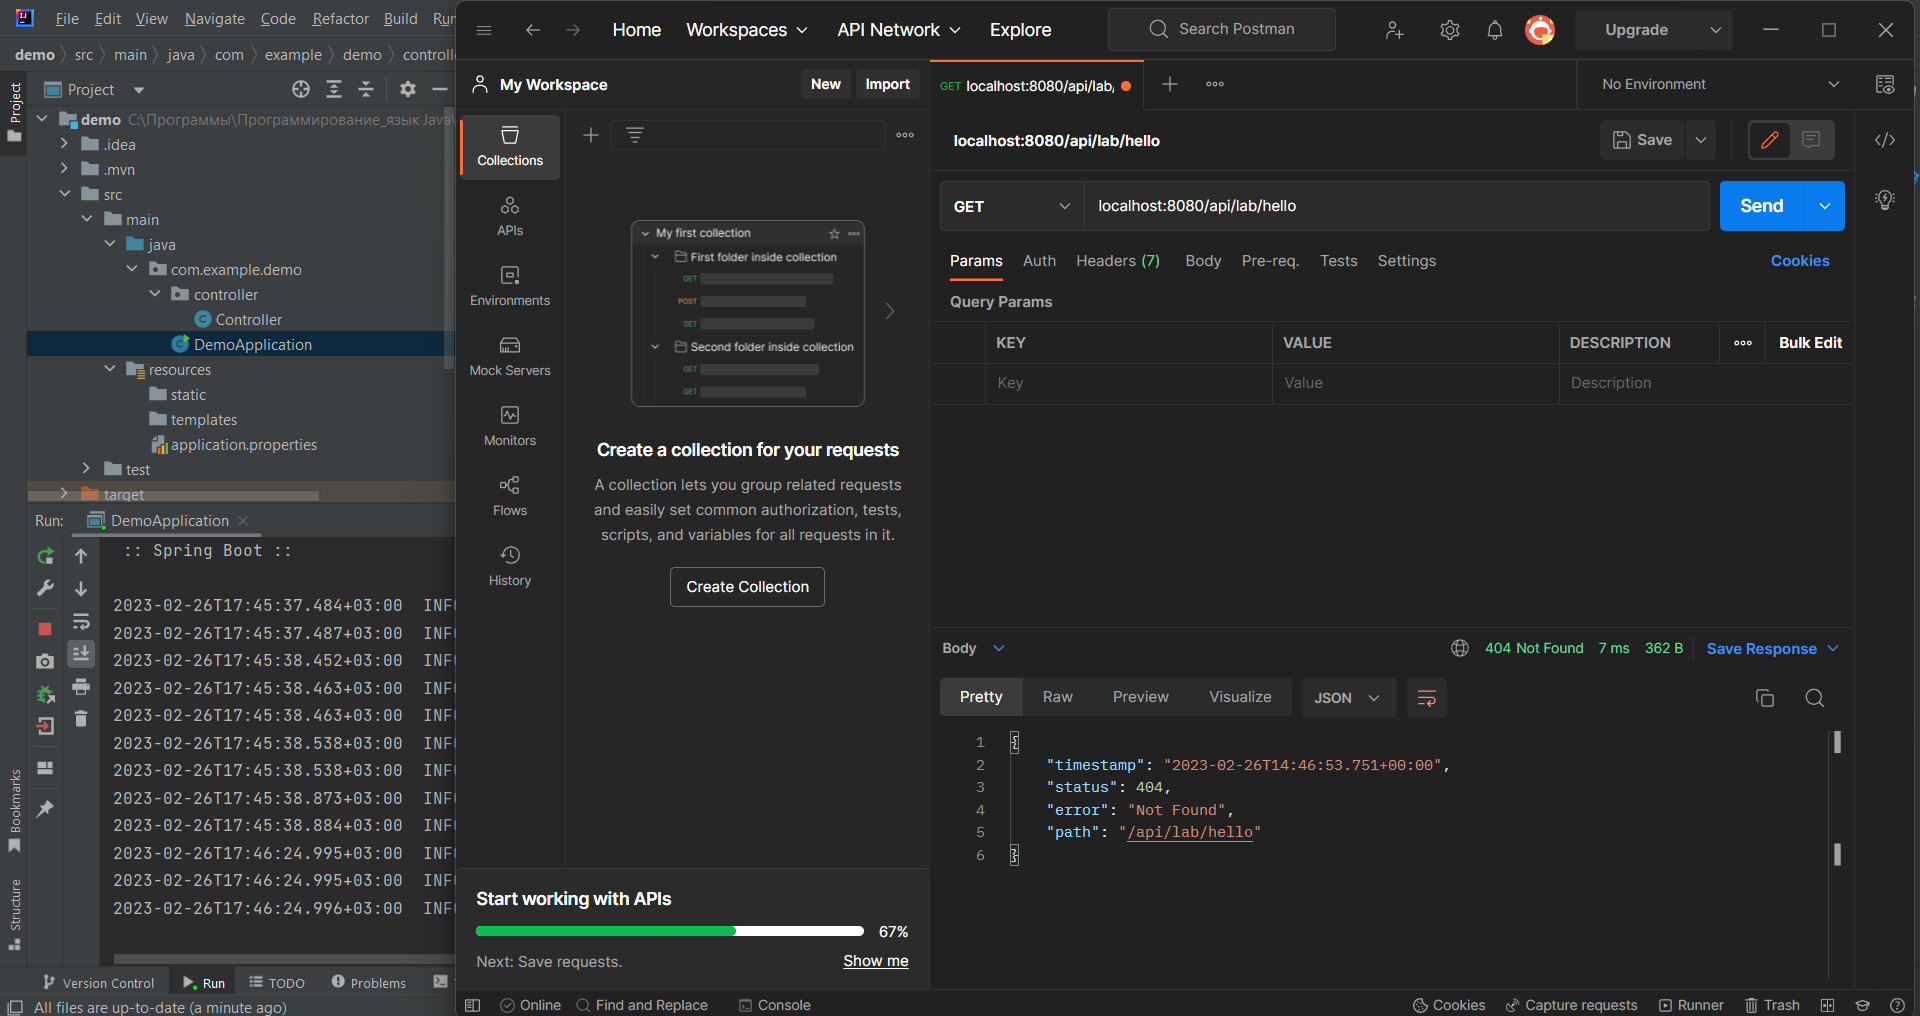 File Edit View Navigate Code Refactor Build
demo src main java com example demo
Project
demo C:\Программы\Программирование_язык Java\
.idea
.mvn
src
main
java
com.example.demo
controller
Controller
DemoApplication
resources
static
templates
application.properties
test
target
Project
Bookmarks
Structure
Run: DemoApplication
:: Spring Boot ::
2023-02-26T17:45:37.484+03:00 INFO
2023-02-26T17:45:37.487+03:00 INFO
2023-02-26T17:45:38.452+03:00 INFO
2023-02-26T17:45:38.463+03:00 INFO
2023-02-26T17:45:38.463+03:00 INFO
2023-02-26T17:45:38.538+03:00 INFO
2023-02-26T17:45:38.538+03:00 INFO
2023-02-26T17:45:38.873+03:00 INFO
2023-02-26T17:45:38.884+03:00 INFO
2023-02-26T17:46:24.995+03:00 INFO
2023-02-26T17:46:24.995+03:00 INFO
2023-02-26T17:46:24.996+03:00 INFO
Version Control Run TODO Problems
All files are up-to-date (a minute ago)
Home Workspaces API Network Explore Search Postman Upgrade
My Workspace New Import
Collections
APIs
Environments
Mock Servers
Monitors
Flows
History
My first collection
First folder inside collection
GET
POST
GET
Second folder inside collection
GET
GET
Create a collection for your requests
A collection lets you group related requests
and easily set common authorization, tests,
scripts, and variables for all requests in it.
Create Collection
Start working with APIs
67%
Next: Save requests. Show me
GET localhost:8080/api/lab/ No Environment
localhost:8080/api/lab/hello Save
GET localhost:8080/api/lab/hello Send
Params Auth Headers (7) Body Pre-req. Tests Settings Cookies
Query Params
KEY VALUE DESCRIPTION Bulk Edit
Key Value Description
Body 404 Not Found 7 ms 362 B Save Response
Pretty Raw Preview Visualize JSON
1 {
2 "timestamp": "2023-02-26T14:46:53.751+00:00",
3 "status": 404,
4 "error": "Not Found",
5 "path": "/api/lab/hello"
6 }
Online Find and Replace Console Cookies Capture requests Runner Trash